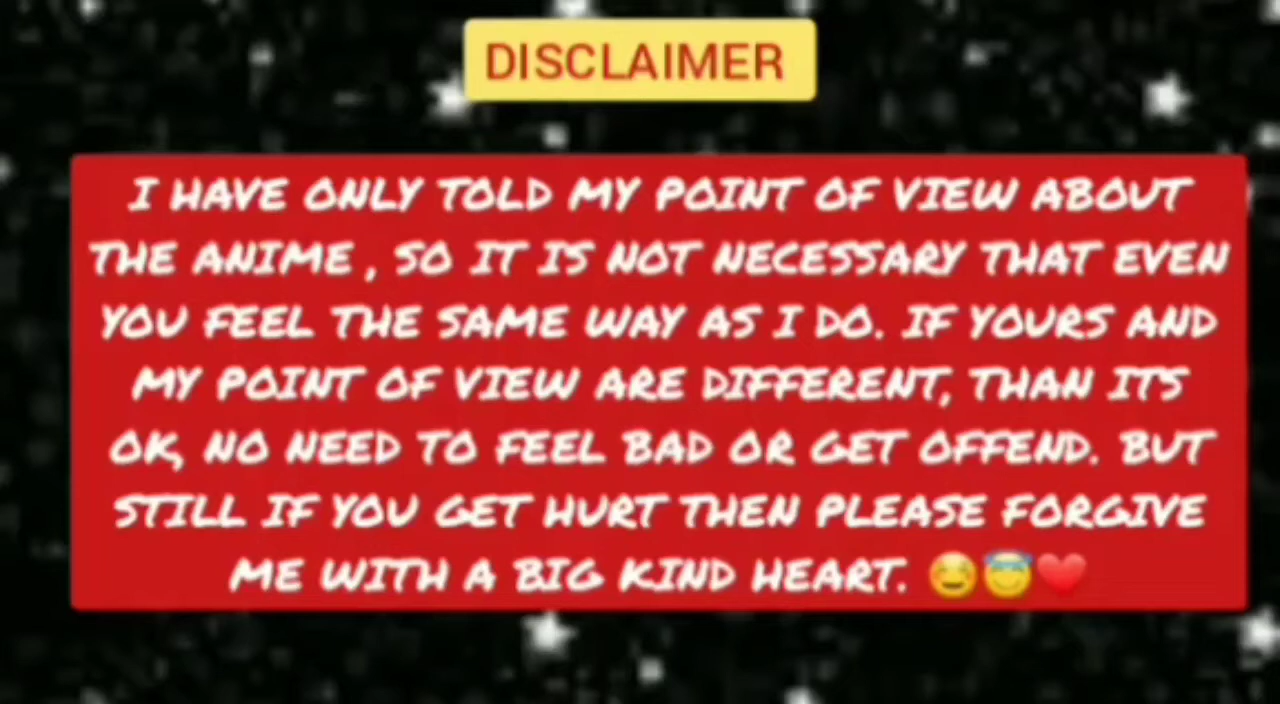 DISCLAIMER
I HAVE ONLY TOLD MY POINT OF VIEW ABOUT
THE ANIME , SO IT IS NOT NECESSARY THAT EVEN
YOU FEEL THE SAME WAY AS I DO. IF YOURS AND
MY POINT OF VIEW ARE DIFFERENT, THAN ITS
OK, NO NEED TO FEEL BAD OR GET OFFEND. BUT
STILL IF YOU GET HURT THEN PLEASE FORGIVE
ME WITH A BIG KIND HEART. ☺️😇❤️